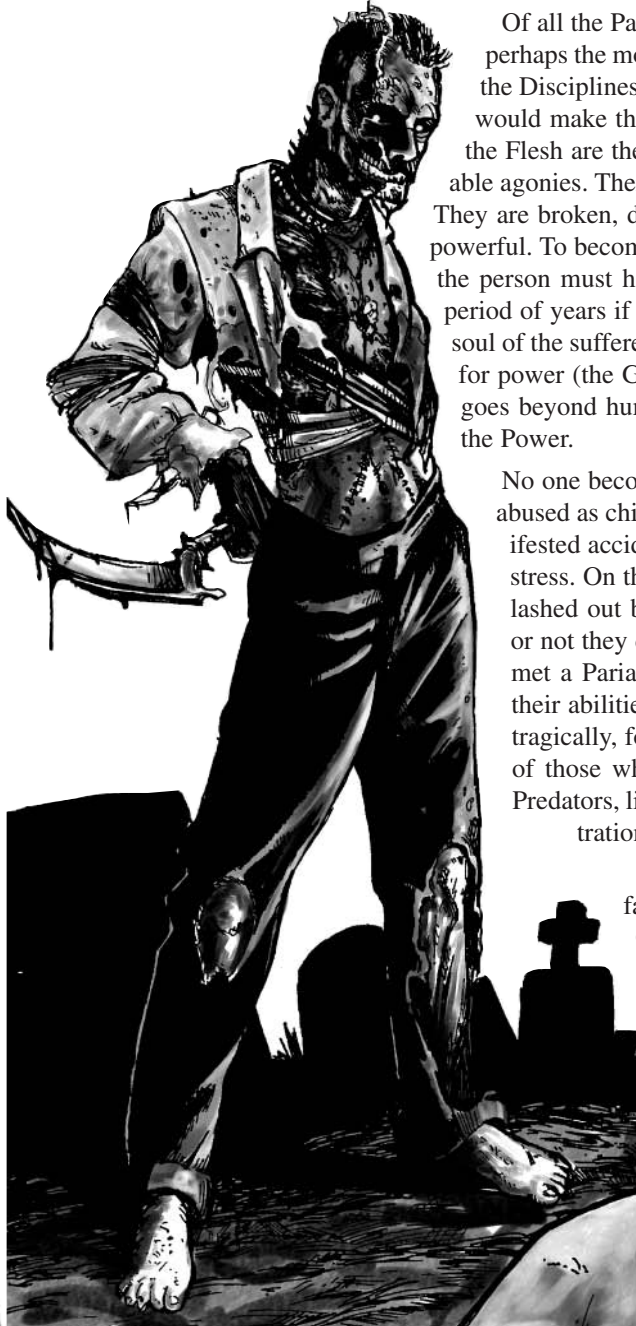 Of all the Pa
perhaps the mo
the Disciplines
would make th
the Flesh are the
able agonies. The
They are broken, d
powerful. To becom
the person must h
period of years if
soul of the suffere
for power (the G
goes beyond hu
the Power.
No one beco
abused as chi
ifested accid
stress. On th
lashed out b
or not they
met a Paria
their abilitie
tragically, fo
of those wh
Predators, li
tration
fa